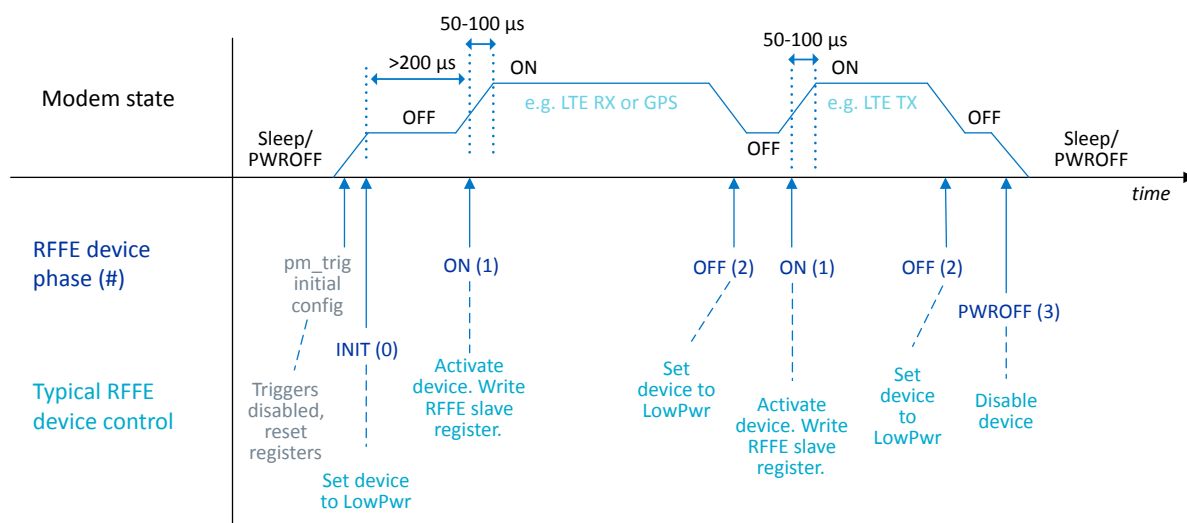 50-100 µs
50-100 µs
>200 µs
ON
ON
Modem state
e.g. LTE RX or GPS
e.g. LTE TX
OFF
OFF
Sleep/
PWROFF
OFF
Sleep/
PWROFF
time
RFFE device
phase (#)
pm_trig
initial
config
ON (1)
OFF (2)
ON (1)
OFF (2)
PWROFF (3)
INIT (0)
Typical RFFE
device control
Triggers
disabled,
reset
registers
Activate
device. Write
RFFE slave
register.
Set
device to
LowPwr
Activate
device. Write
RFFE slave
register.
Set
device
to
LowPwr
Disable
device
Set device
to LowPwr